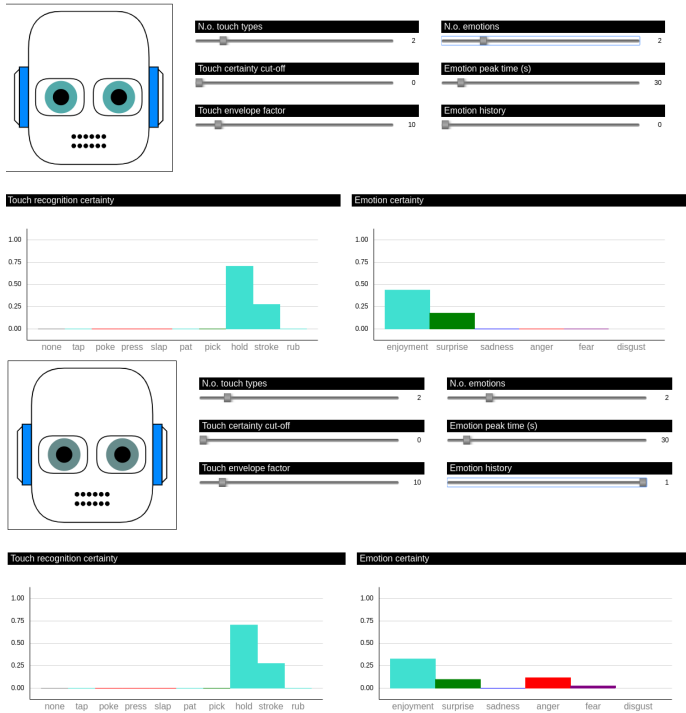 N.o. touch types
2
N.o. emotions
2
Touch certainty cut-off
0
Emotion peak time (s)
30
Touch envelope factor
10
Emotion history
0
Touch recognition certainty
1.00
0.75
0.50
0.25
0.00
none tap poke press slap pat pick hold stroke rub
Emotion certainty
1.00
0.75
0.50
0.25
0.00
enjoyment surprise sadness anger fear disgust
N.o. touch types
2
N.o. emotions
2
Touch certainty cut-off
0
Emotion peak time (s)
30
Touch envelope factor
10
Emotion history
1
Touch recognition certainty
1.00
0.75
0.50
0.25
0.00
none tap poke press slap pat pick hold stroke rub
Emotion certainty
1.00
0.75
0.50
0.25
0.00
enjoyment surprise sadness anger fear disgust